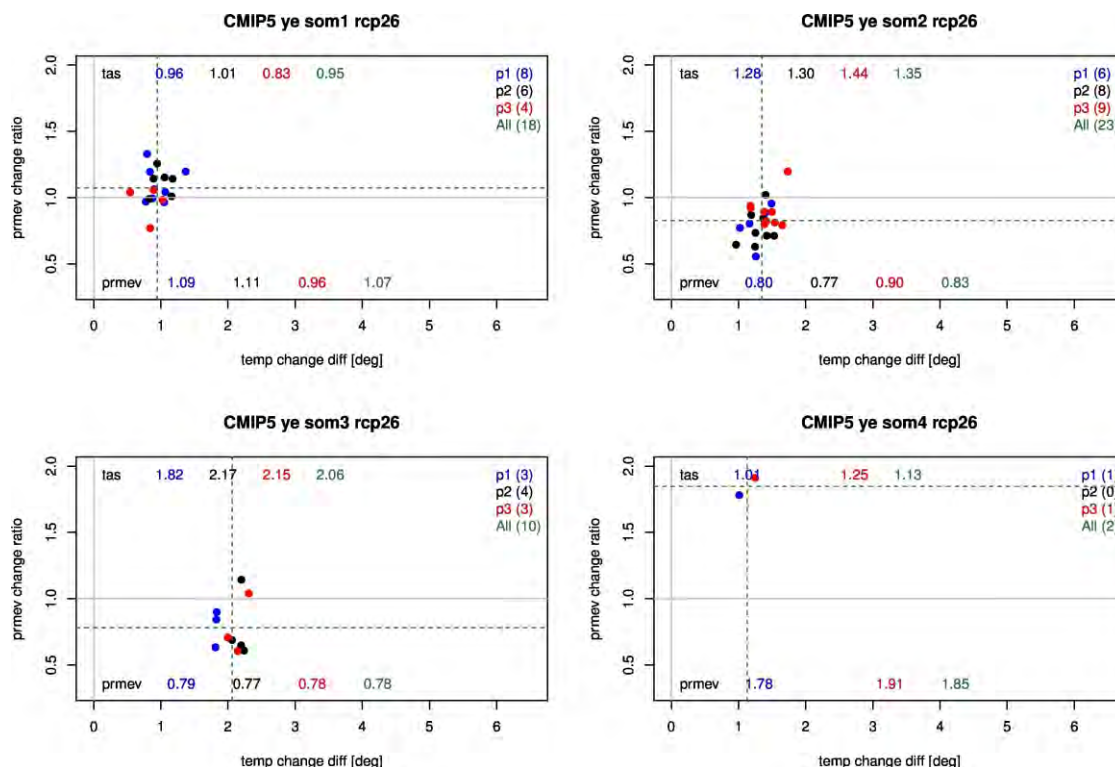 CMIP5 ye som1 rcp26
tas 0.96 1.01 0.83 0.95
p1 (8)
p2 (6)
p3 (4)
All (18)
2.0
1.5
1.0
0.5
prmev change ratio
prmev 1.09 1.11 0.96 1.07
0 1 2 3 4 5 6
temp change diff [deg]
CMIP5 ye som2 rcp26
tas 1.28 1.30 1.44 1.35
p1 (6)
p2 (8)
p3 (9)
All (23)
2.0
1.5
1.0
0.5
prmev change ratio
prmev 0.80 0.77 0.90 0.83
0 1 2 3 4 5 6
temp change diff [deg]
CMIP5 ye som3 rcp26
tas 1.82 2.17 2.15 2.06
p1 (3)
p2 (4)
p3 (3)
All (10)
2.0
1.5
1.0
0.5
prmev change ratio
prmev 0.79 0.77 0.78 0.78
0 1 2 3 4 5 6
temp change diff [deg]
CMIP5 ye som4 rcp26
tas 1.01 1.25 1.13
p1 (1)
p2 (0)
p3 (1)
All (2)
2.0
1.5
1.0
0.5
prmev change ratio
prmev 1.78 1.91 1.85
0 1 2 3 4 5 6
temp change diff [deg]